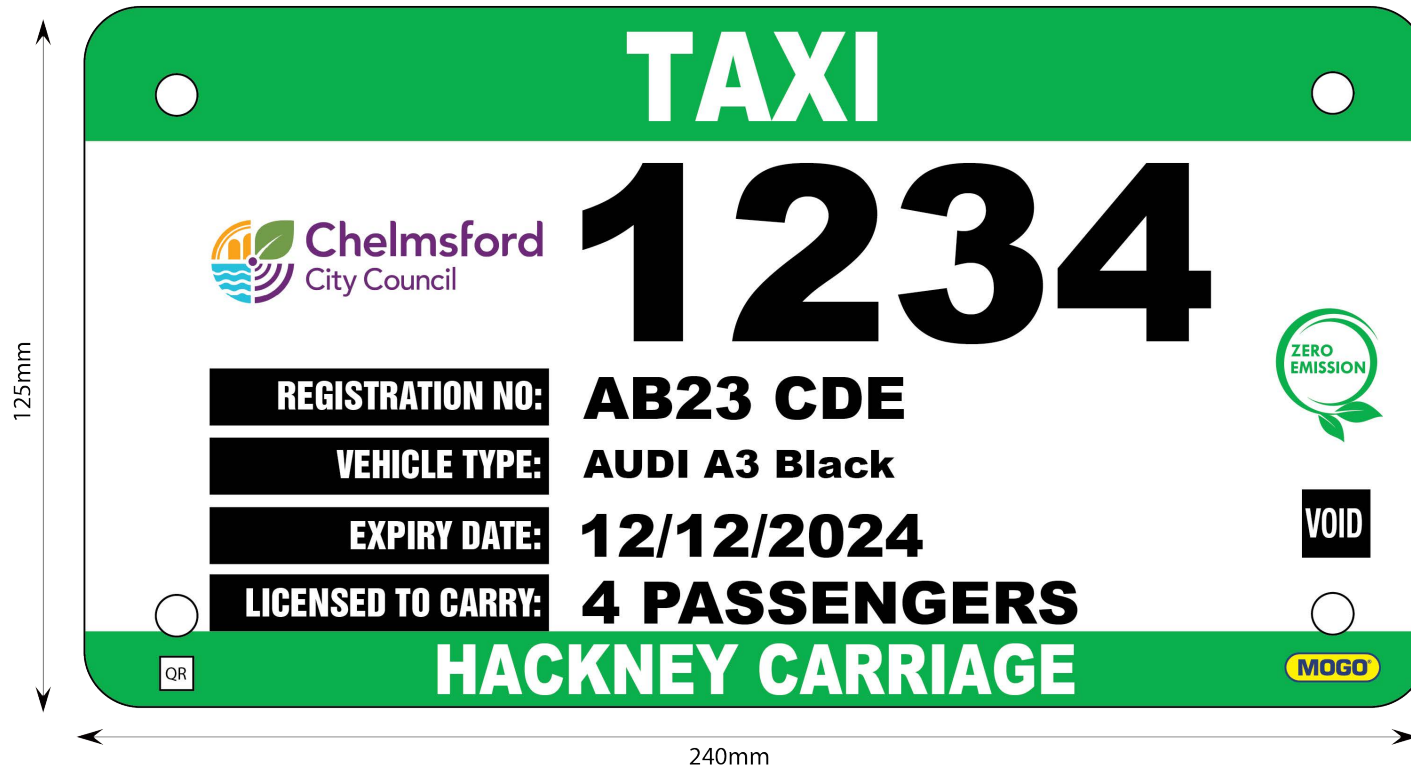 TAXI
1234
Chelmsford
City Council
ZERO
EMISSION
REGISTRATION NO: AB23 CDE
VEHICLE TYPE: AUDI A3 Black
EXPIRY DATE: 12/12/2024
VOID
LICENSED TO CARRY: 4 PASSENGERS
QR
HACKNEY CARRIAGE
MOGO®
125mm
240mm